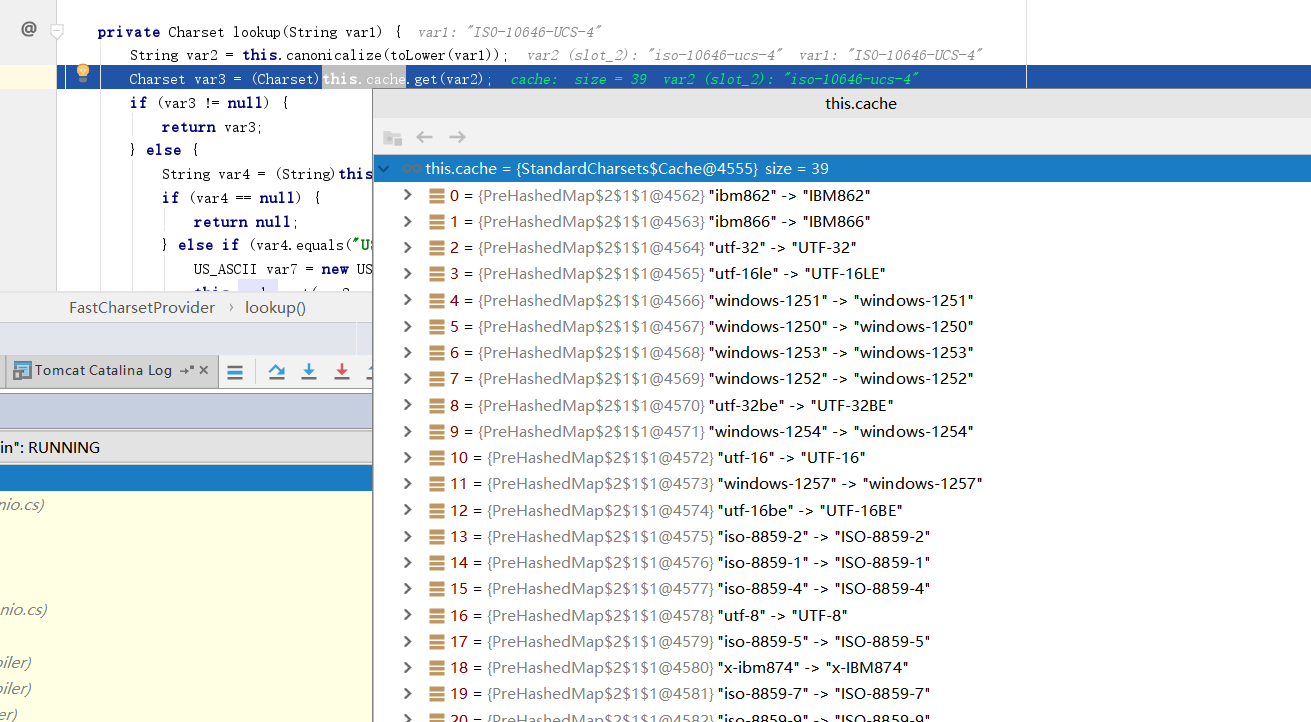 @
private Charset lookup(String var1) { var1: "ISO-10646-UCS-4"
String var2 = this.canonicalize(toLower(var1)); var2 (slot_2): "iso-10646-ucs-4" var1: "ISO-10646-UCS-4"
Charset var3 = (Charset)this.cache.get(var2); cache: size = 39 var2 (slot_2): "iso-10646-ucs-4"
if (var3 != null) {
return var3;
} else {
String var4 = (String)this
if (var4 == null) {
return null;
} else if (var4.equals("US
US_ASCII var7 = new US
FastCharsetProvider › lookup()
Tomcat Catalina Log
in": RUNNING
nio.cs)
nio.cs)
piler)
piler)
er)
this.cache
this.cache = {StandardCharsets$Cache@4555} size = 39
0 = {PreHashedMap$2$1$1@4562} "ibm862" -> "IBM862"
1 = {PreHashedMap$2$1$1@4563} "ibm866" -> "IBM866"
2 = {PreHashedMap$2$1$1@4564} "utf-32" -> "UTF-32"
3 = {PreHashedMap$2$1$1@4565} "utf-16le" -> "UTF-16LE"
4 = {PreHashedMap$2$1$1@4566} "windows-1251" -> "windows-1251"
5 = {PreHashedMap$2$1$1@4567} "windows-1250" -> "windows-1250"
6 = {PreHashedMap$2$1$1@4568} "windows-1253" -> "windows-1253"
7 = {PreHashedMap$2$1$1@4569} "windows-1252" -> "windows-1252"
8 = {PreHashedMap$2$1$1@4570} "utf-32be" -> "UTF-32BE"
9 = {PreHashedMap$2$1$1@4571} "windows-1254" -> "windows-1254"
10 = {PreHashedMap$2$1$1@4572} "utf-16" -> "UTF-16"
11 = {PreHashedMap$2$1$1@4573} "windows-1257" -> "windows-1257"
12 = {PreHashedMap$2$1$1@4574} "utf-16be" -> "UTF-16BE"
13 = {PreHashedMap$2$1$1@4575} "iso-8859-2" -> "ISO-8859-2"
14 = {PreHashedMap$2$1$1@4576} "iso-8859-1" -> "ISO-8859-1"
15 = {PreHashedMap$2$1$1@4577} "iso-8859-4" -> "ISO-8859-4"
16 = {PreHashedMap$2$1$1@4578} "utf-8" -> "UTF-8"
17 = {PreHashedMap$2$1$1@4579} "iso-8859-5" -> "ISO-8859-5"
18 = {PreHashedMap$2$1$1@4580} "x-ibm874" -> "x-IBM874"
19 = {PreHashedMap$2$1$1@4581} "iso-8859-7" -> "ISO-8859-7"
20 = {PreHashedMap$2$1$1@4582} "iso-8859-9" -> "ISO-8859-9"